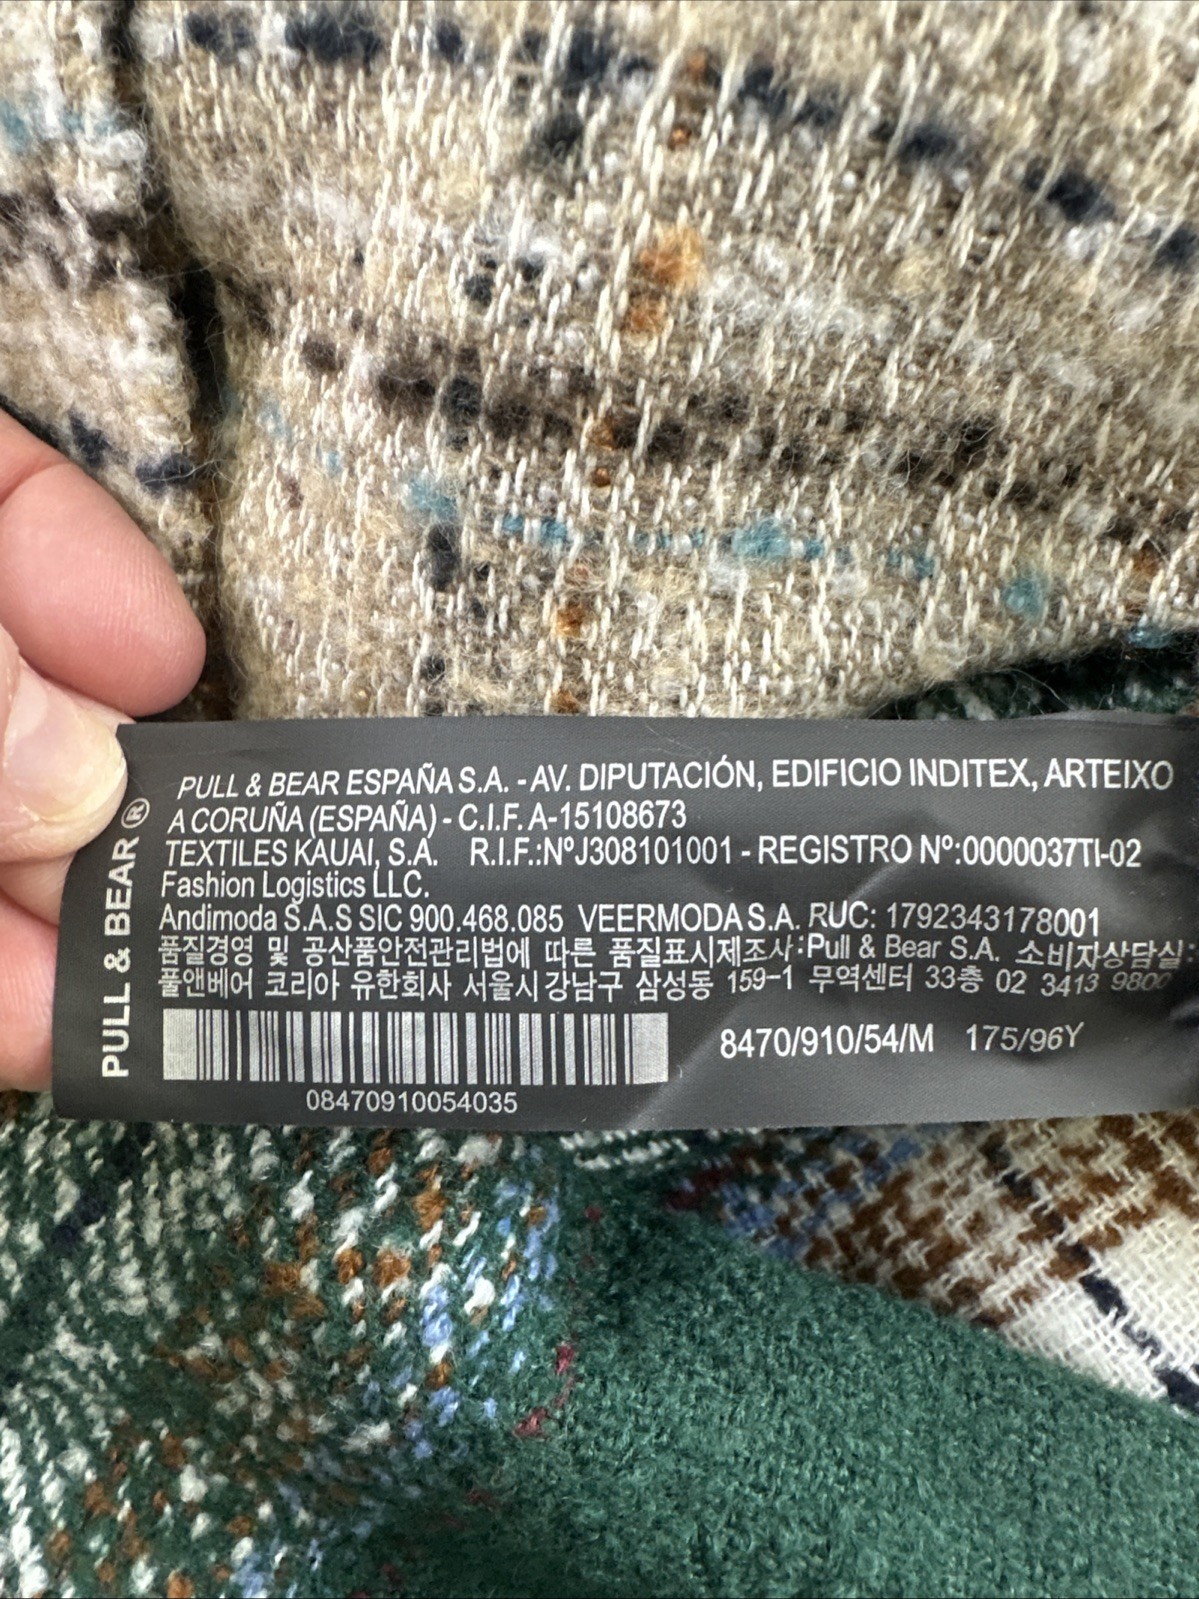 PULL & BEAR ESPAÑA S.A. - AV. DIPUTACIÓN, EDIFICIO INDITEX, ARTEIXO
A CORUÑA (ESPAÑA) - C.I.F. A-15108673
TEXTILES KAUAI, S.A. R.I.F.:NºJ308101001 - REGISTRO Nº:0000037TI-02
Fashion Logistics LLC.
Andimoda S.A.S SIC 900.468.085 VEERMODA S.A. RUC: 1792343178001
품질경영 및 공산품안전관리법에 따른 품질표시제조사:Pull & Bear S.A. 소비자상담실:
풀앤베어 코리아 유한회사 서울시 강남구 삼성동 159-1 무역센터 33층 02 3413 9800
8470/910/54/M 175/96Y
08470910054035
PULL & BEAR ®